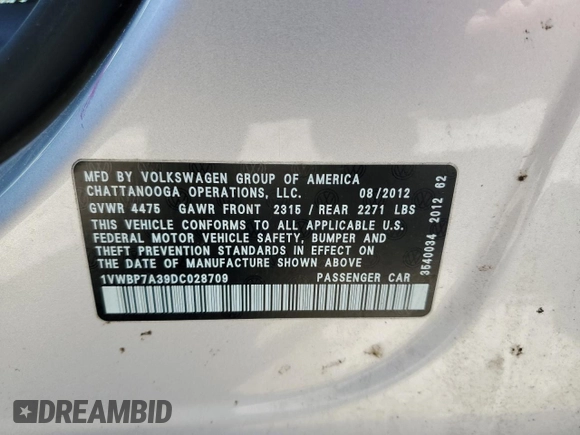 MFD BY VOLKSWAGEN GROUP OF AMERICA
CHATTANOOGA OPERATIONS, LLC. 08/2012
GVWR 4475 GAWR FRONT 2315 / REAR 2271 LBS
THIS VEHICLE CONFORMS TO ALL APPLICABLE U.S.
FEDERAL MOTOR VEHICLE SAFETY, BUMPER AND
THEFT PREVENTION STANDARDS IN EFFECT ON
THE DATE OF MANUFACTURE SHOWN ABOVE
1VWBP7A39DC028709 PASSENGER CAR
3540034 2012 62
DREAMBID